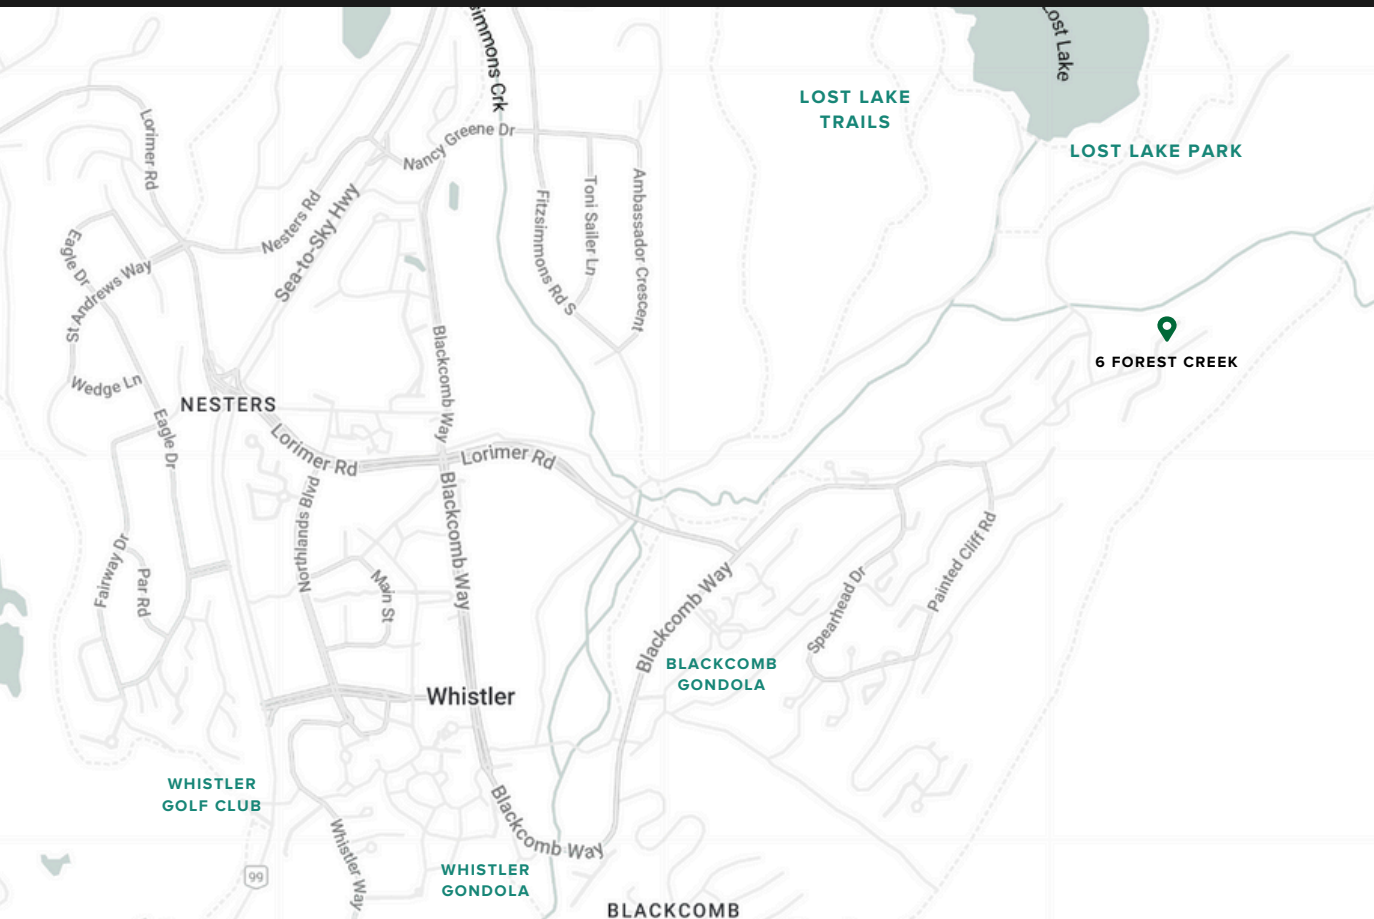 simmons Crk
Lost Lake
LOST LAKE
TRAILS
LOST LAKE PARK
Lorimer Rd
Nancy Greene Dr
Nesters Rd
Sea-to-Sky Hwy
Fitzsimmons Rd S
Toni Sailer Ln
Ambassador Crescent
Eagle Dr
St Andrews Way
Wedge Ln
NESTERS
Blackcomb Way
6 FOREST CREEK
Eagle Dr
Lorimer Rd
Lorimer Rd
Northlands Blvd
Blackcomb Way
Fairway Dr
Par Rd
Main St
Blackcomb Way
Spearhead Dr
Painted Cliff Rd
BLACKCOMB
GONDOLA
Whistler
WHISTLER
GOLF CLUB
Blackcomb Way
Whistler Way
99
WHISTLER
GONDOLA
BLACKCOMB